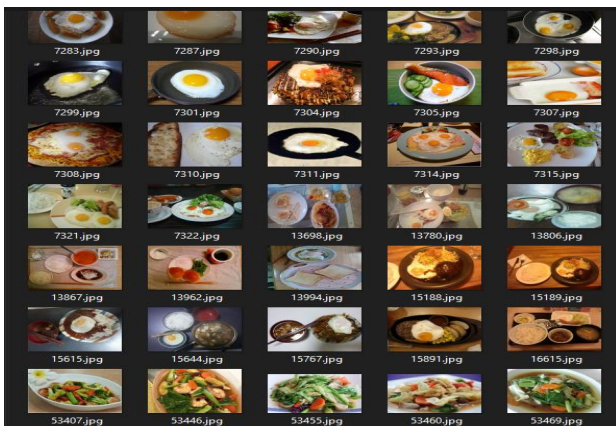 7283.jpg 7287.jpg 7290.jpg 7293.jpg 7298.jpg
7299.jpg 7301.jpg 7304.jpg 7305.jpg 7307.jpg
7308.jpg 7310.jpg 7311.jpg 7314.jpg 7315.jpg
7321.jpg 7322.jpg 13698.jpg 13780.jpg 13806.jpg
13867.jpg 13962.jpg 13994.jpg 15188.jpg 15189.jpg
15615.jpg 15644.jpg 15767.jpg 15891.jpg 16615.jpg
53407.jpg 53446.jpg 53455.jpg 53460.jpg 53469.jpg